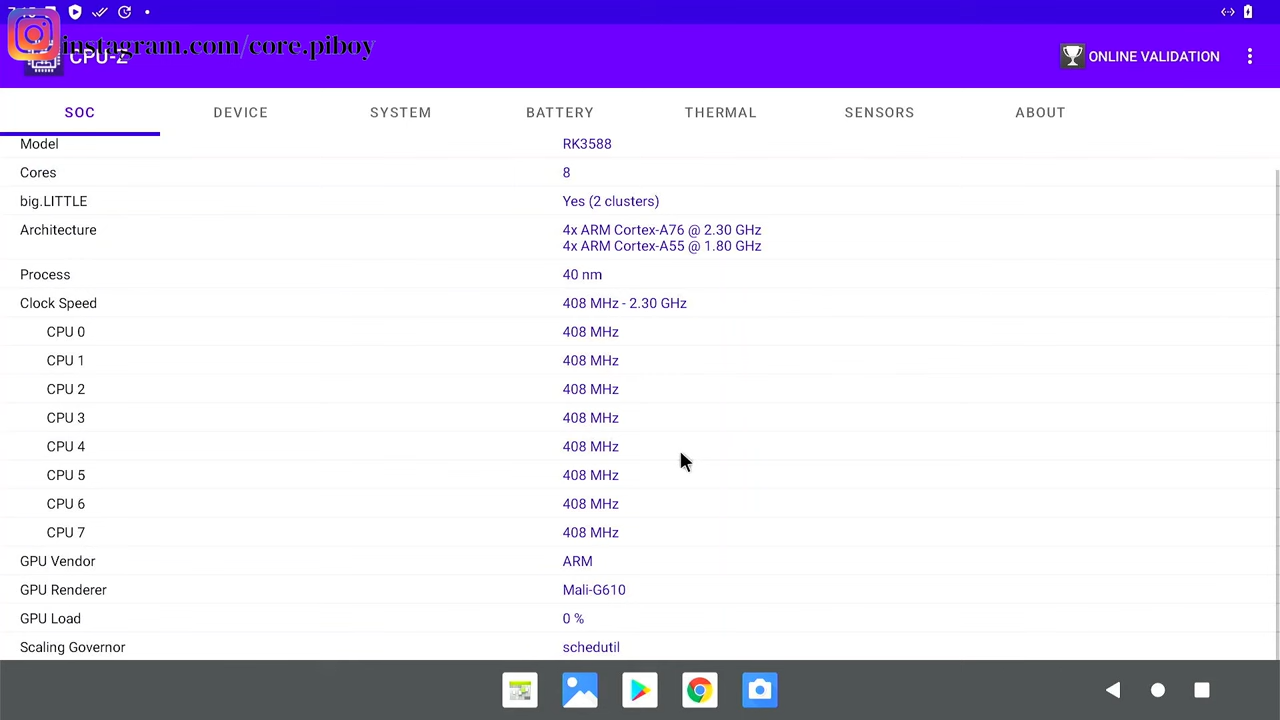 instagram.com/core.piboy
CPU-Z
ONLINE VALIDATION
SOC DEVICE SYSTEM BATTERY THERMAL SENSORS ABOUT
Model RK3588
Cores 8
big.LITTLE Yes (2 clusters)
Architecture 4x ARM Cortex-A76 @ 2.30 GHz
4x ARM Cortex-A55 @ 1.80 GHz
Process 40 nm
Clock Speed 408 MHz - 2.30 GHz
CPU 0 408 MHz
CPU 1 408 MHz
CPU 2 408 MHz
CPU 3 408 MHz
CPU 4 408 MHz
CPU 5 408 MHz
CPU 6 408 MHz
CPU 7 408 MHz
GPU Vendor ARM
GPU Renderer Mali-G610
GPU Load 0 %
Scaling Governor schedutil